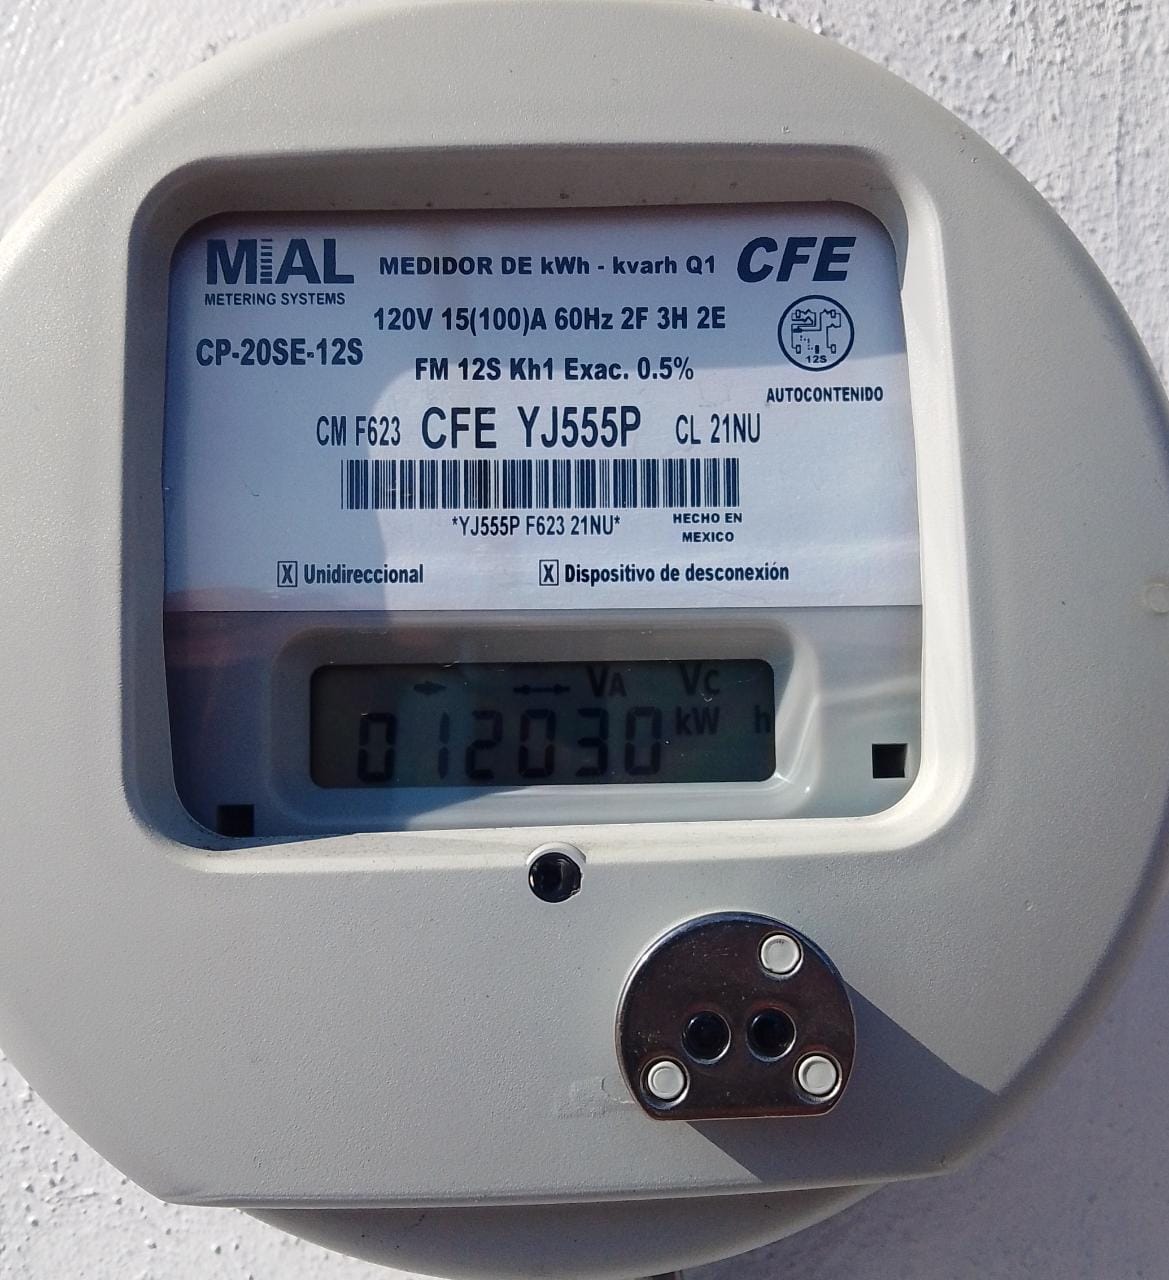 MIAL
METERING SYSTEMS
MEDIDOR DE kWh - kvarh Q1
CFE
120V 15(100)A 60Hz 2F 3H 2E
CP-20SE-12S
FM 12S Kh1 Exac. 0.5%
12S
AUTOCONTENIDO
CM F623 CFE YJ555P CL 21NU
*YJ555P F623 21NU*
HECHO EN
MEXICO
X Unidireccional
X Dispositivo de desconexión
VA VC
012030 kW h